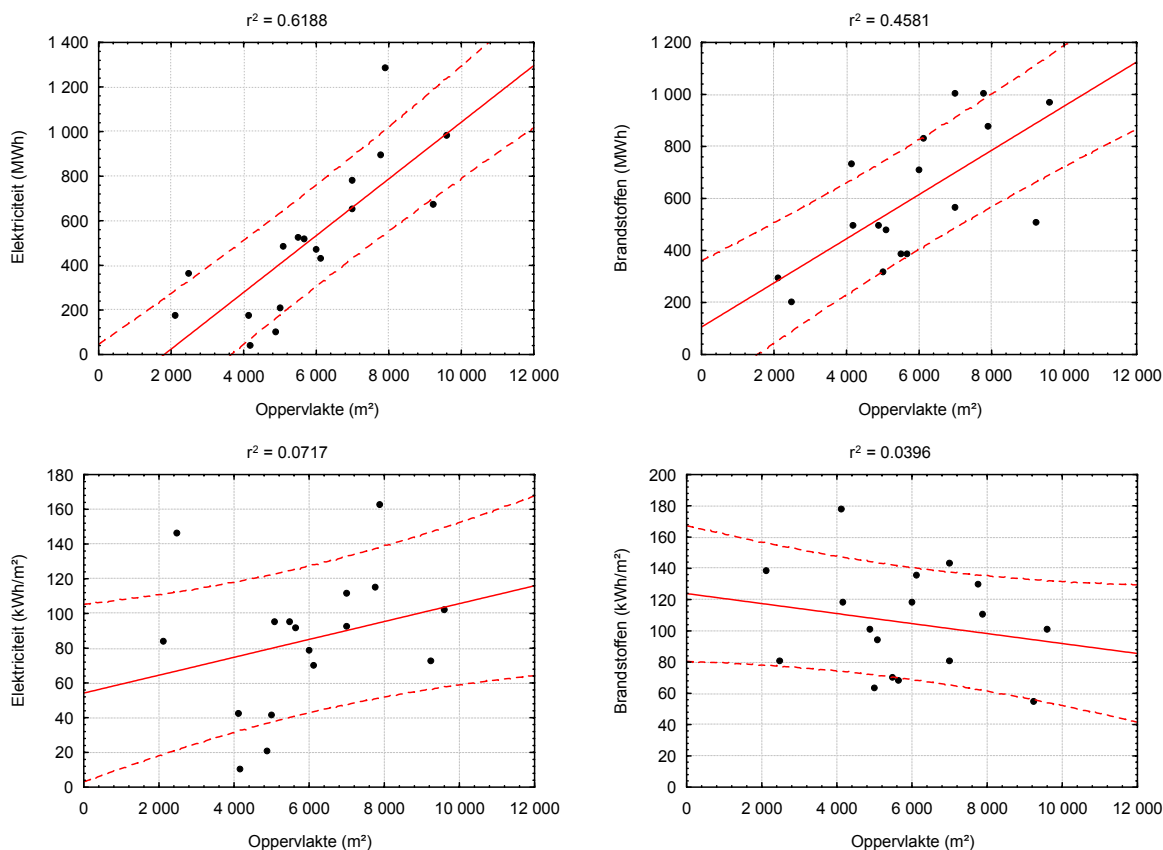 r² = 0.6188
1 400
1 200
1 000
800
600
400
200
0
Elektriciteit (MWh)
0 2 000 4 000 6 000 8 000 10 000 12 000
Oppervlakte (m²)
r² = 0.4581
1 200
1 000
800
600
400
200
0
Brandstoffen (MWh)
0 2 000 4 000 6 000 8 000 10 000 12 000
Oppervlakte (m²)
r² = 0.0717
180
160
140
120
100
80
60
40
20
0
Elektriciteit (kWh/m²)
0 2 000 4 000 6 000 8 000 10 000 12 000
Oppervlakte (m²)
r² = 0.0396
200
180
160
140
120
100
80
60
40
20
0
Brandstoffen (kWh/m²)
0 2 000 4 000 6 000 8 000 10 000 12 000
Oppervlakte (m²)